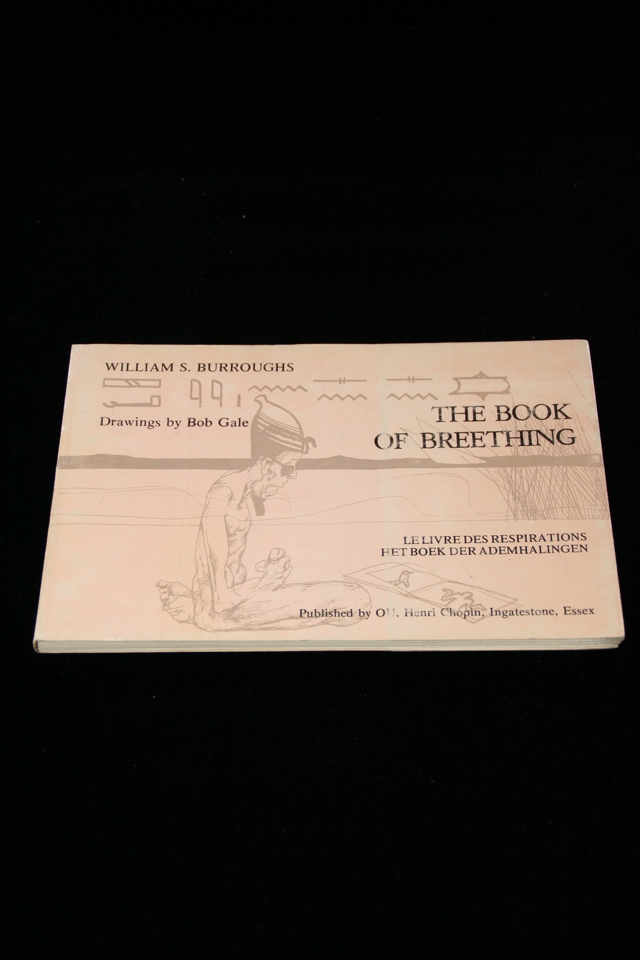 WILLIAM S. BURROUGHS
Drawings by Bob Gale
THE BOOK
OF BREETHING
LE LIVRE DES RESPIRATIONS
HET BOEK DER ADEMHALINGEN
Published by OU, Henri Chopin, Ingatestone, Essex